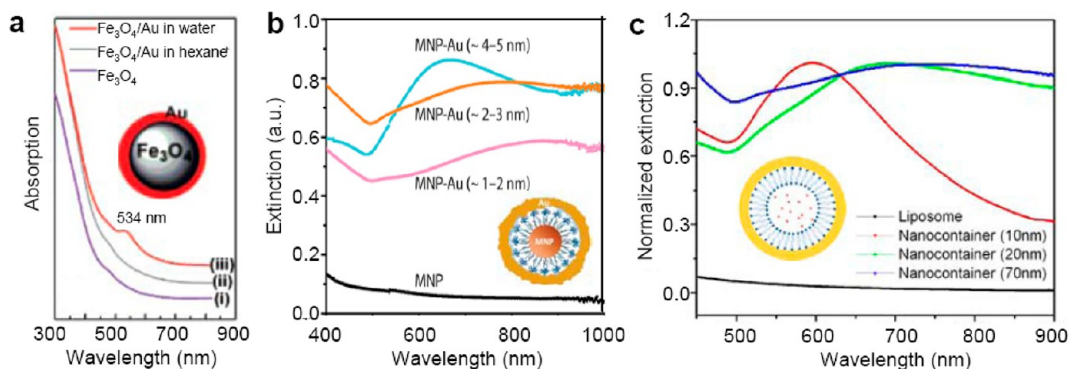 a
Fe₃O₄/Au in water
Fe₃O₄/Au in hexane
Fe₃O₄
Au
Fe₃O₄
534 nm
(iii)
(ii)
(i)
Absorption
300 500 700 900
Wavelength (nm)
b
MNP-Au (~ 4–5 nm)
MNP-Au (~ 2–3 nm)
MNP-Au (~ 1–2 nm)
Au
MNP
MNP
Extinction (a.u.)
1.0
0.8
0.6
0.4
0.2
0.0
400 600 800 1000
Wavelength (nm)
c
Normalized extinction
1.2
0.9
0.6
0.3
0.0
Liposome
Nanocontainer (10nm)
Nanocontainer (20nm)
Nanocontainer (70nm)
500 600 700 800 900
Wavelength (nm)